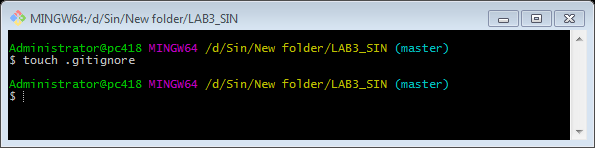 MINGW64:/d/Sin/New folder/LAB3_SIN
Administrator@pc418 MINGW64 /d/Sin/New folder/LAB3_SIN (master)
$ touch .gitignore
Administrator@pc418 MINGW64 /d/Sin/New folder/LAB3_SIN (master)
$